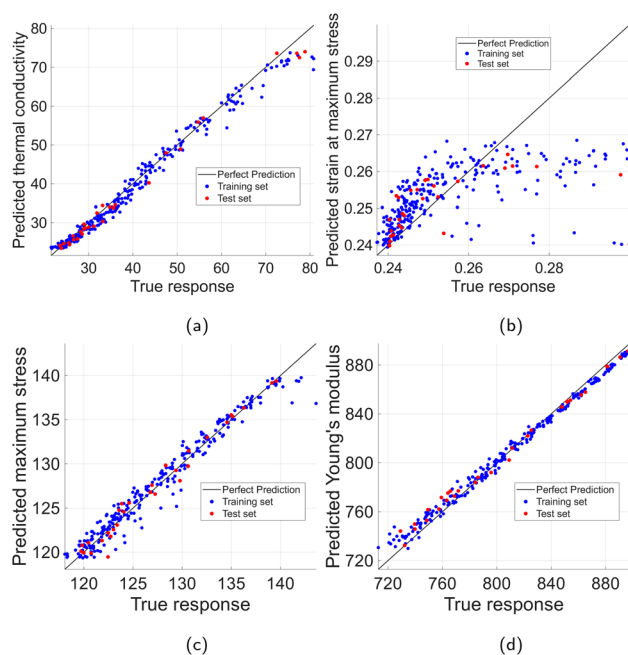 80
70
60
50
40
30
Predicted thermal conductivity
Perfect Prediction
Training set
Test set
30 40 50 60 70 80
True response
(a)
0.29
0.28
0.27
0.26
0.25
0.24
Predicted strain at maximum stress
Perfect Prediction
Training set
Test set
0.24 0.26 0.28
True response
(b)
140
135
130
125
120
Predicted maximum stress
Perfect Prediction
Training set
Test set
120 125 130 135 140
True response
(c)
880
840
800
760
720
Predicted Young's modulus
Perfect Prediction
Training set
Test set
720 760 800 840 880
True response
(d)